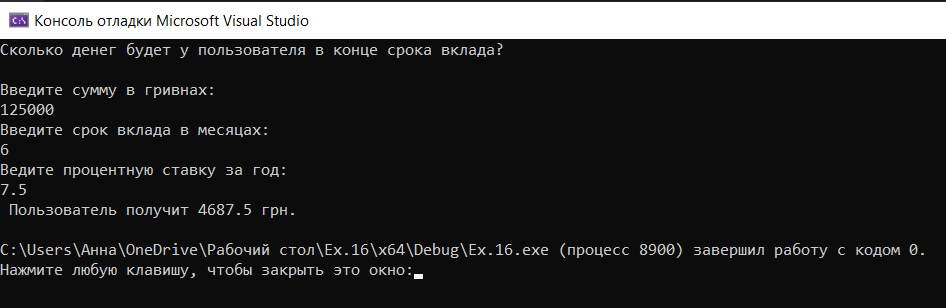 Консоль отладки Microsoft Visual Studio
Сколько денег будет у пользователя в конце срока вклада?
Введите сумму в гривнах:
125000
Введите срок вклада в месяцах:
6
Ведите процентную ставку за год:
7.5
Пользователь получит 4687.5 грн.
C:\Users\Анна\OneDrive\Рабочий стол\Ex.16\x64\Debug\Ex.16.exe (процесс 8900) завершил работу с кодом 0.
Нажмите любую клавишу, чтобы закрыть это окно: